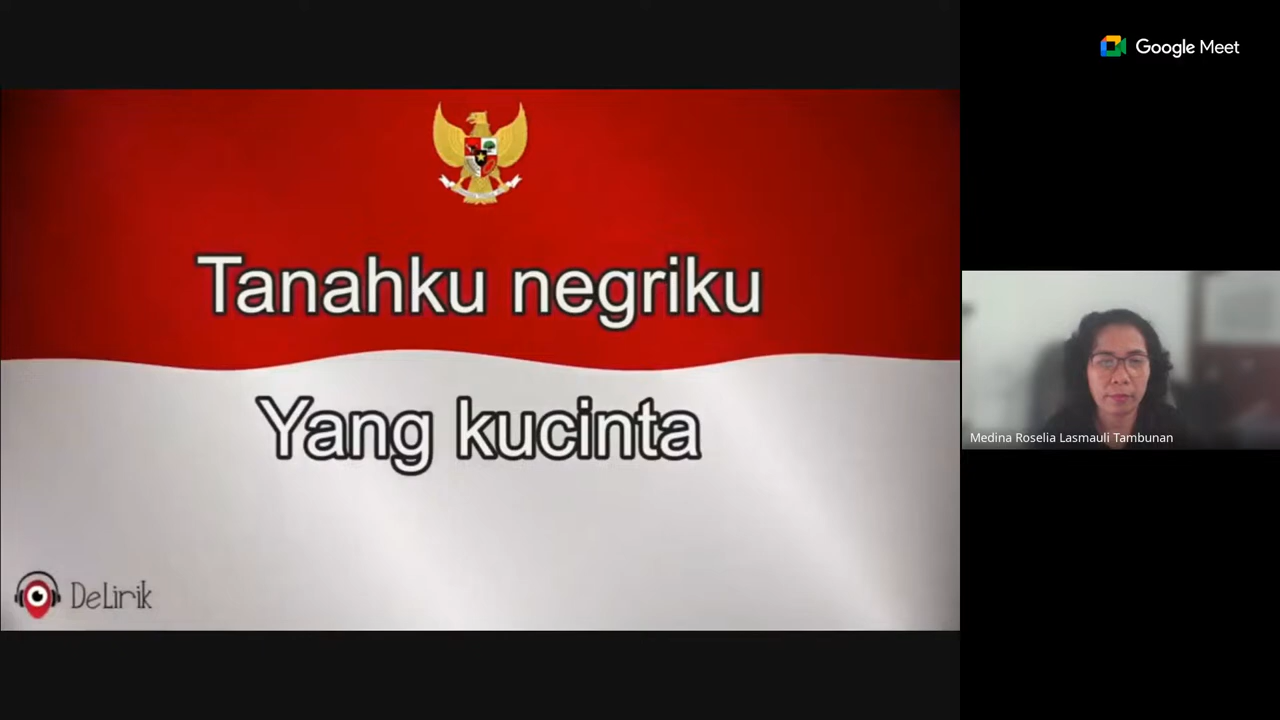 Google Meet
Tanahku negriku
Yang kucinta
Medina Roselia Lasmauli Tambunan
DeLirik